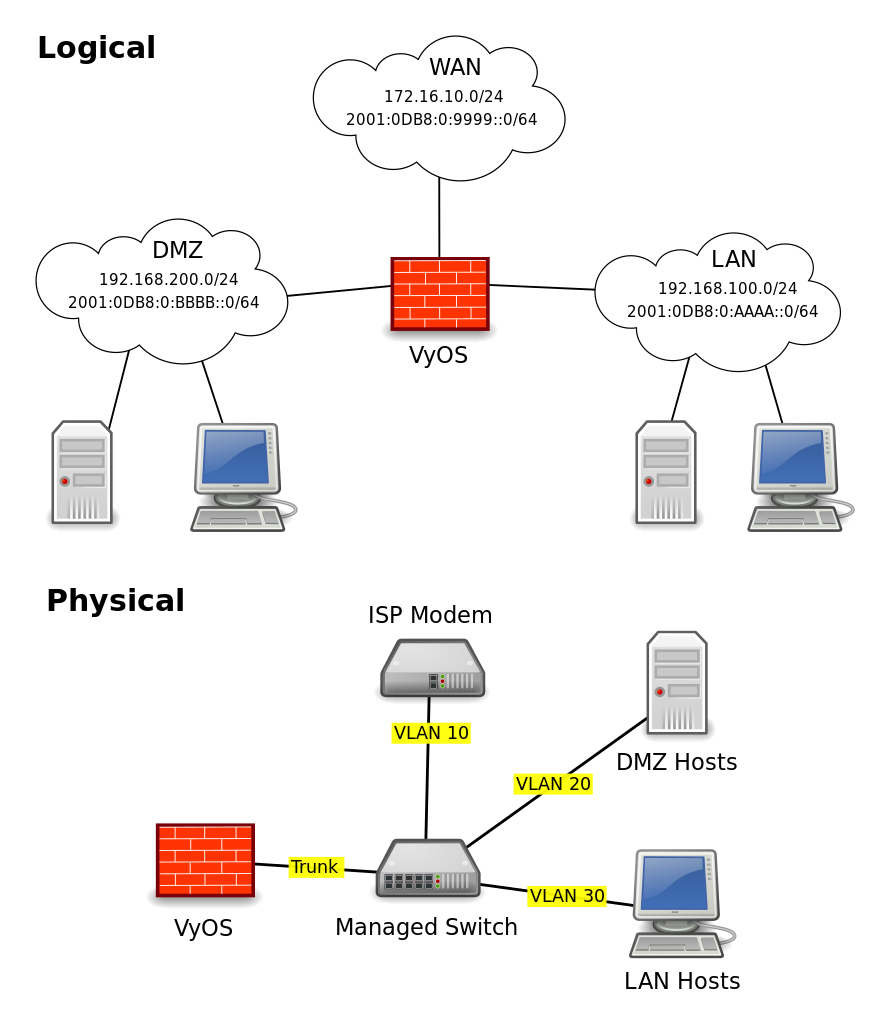 Logical
WAN
172.16.10.0/24
2001:0DB8:0:9999::0/64
DMZ
192.168.200.0/24
2001:0DB8:0:BBBB::0/64
LAN
192.168.100.0/24
2001:0DB8:0:AAAA::0/64
VyOS
Physical
ISP Modem
VLAN 10
DMZ Hosts
VLAN 20
Trunk
VLAN 30
VyOS
Managed Switch
LAN Hosts